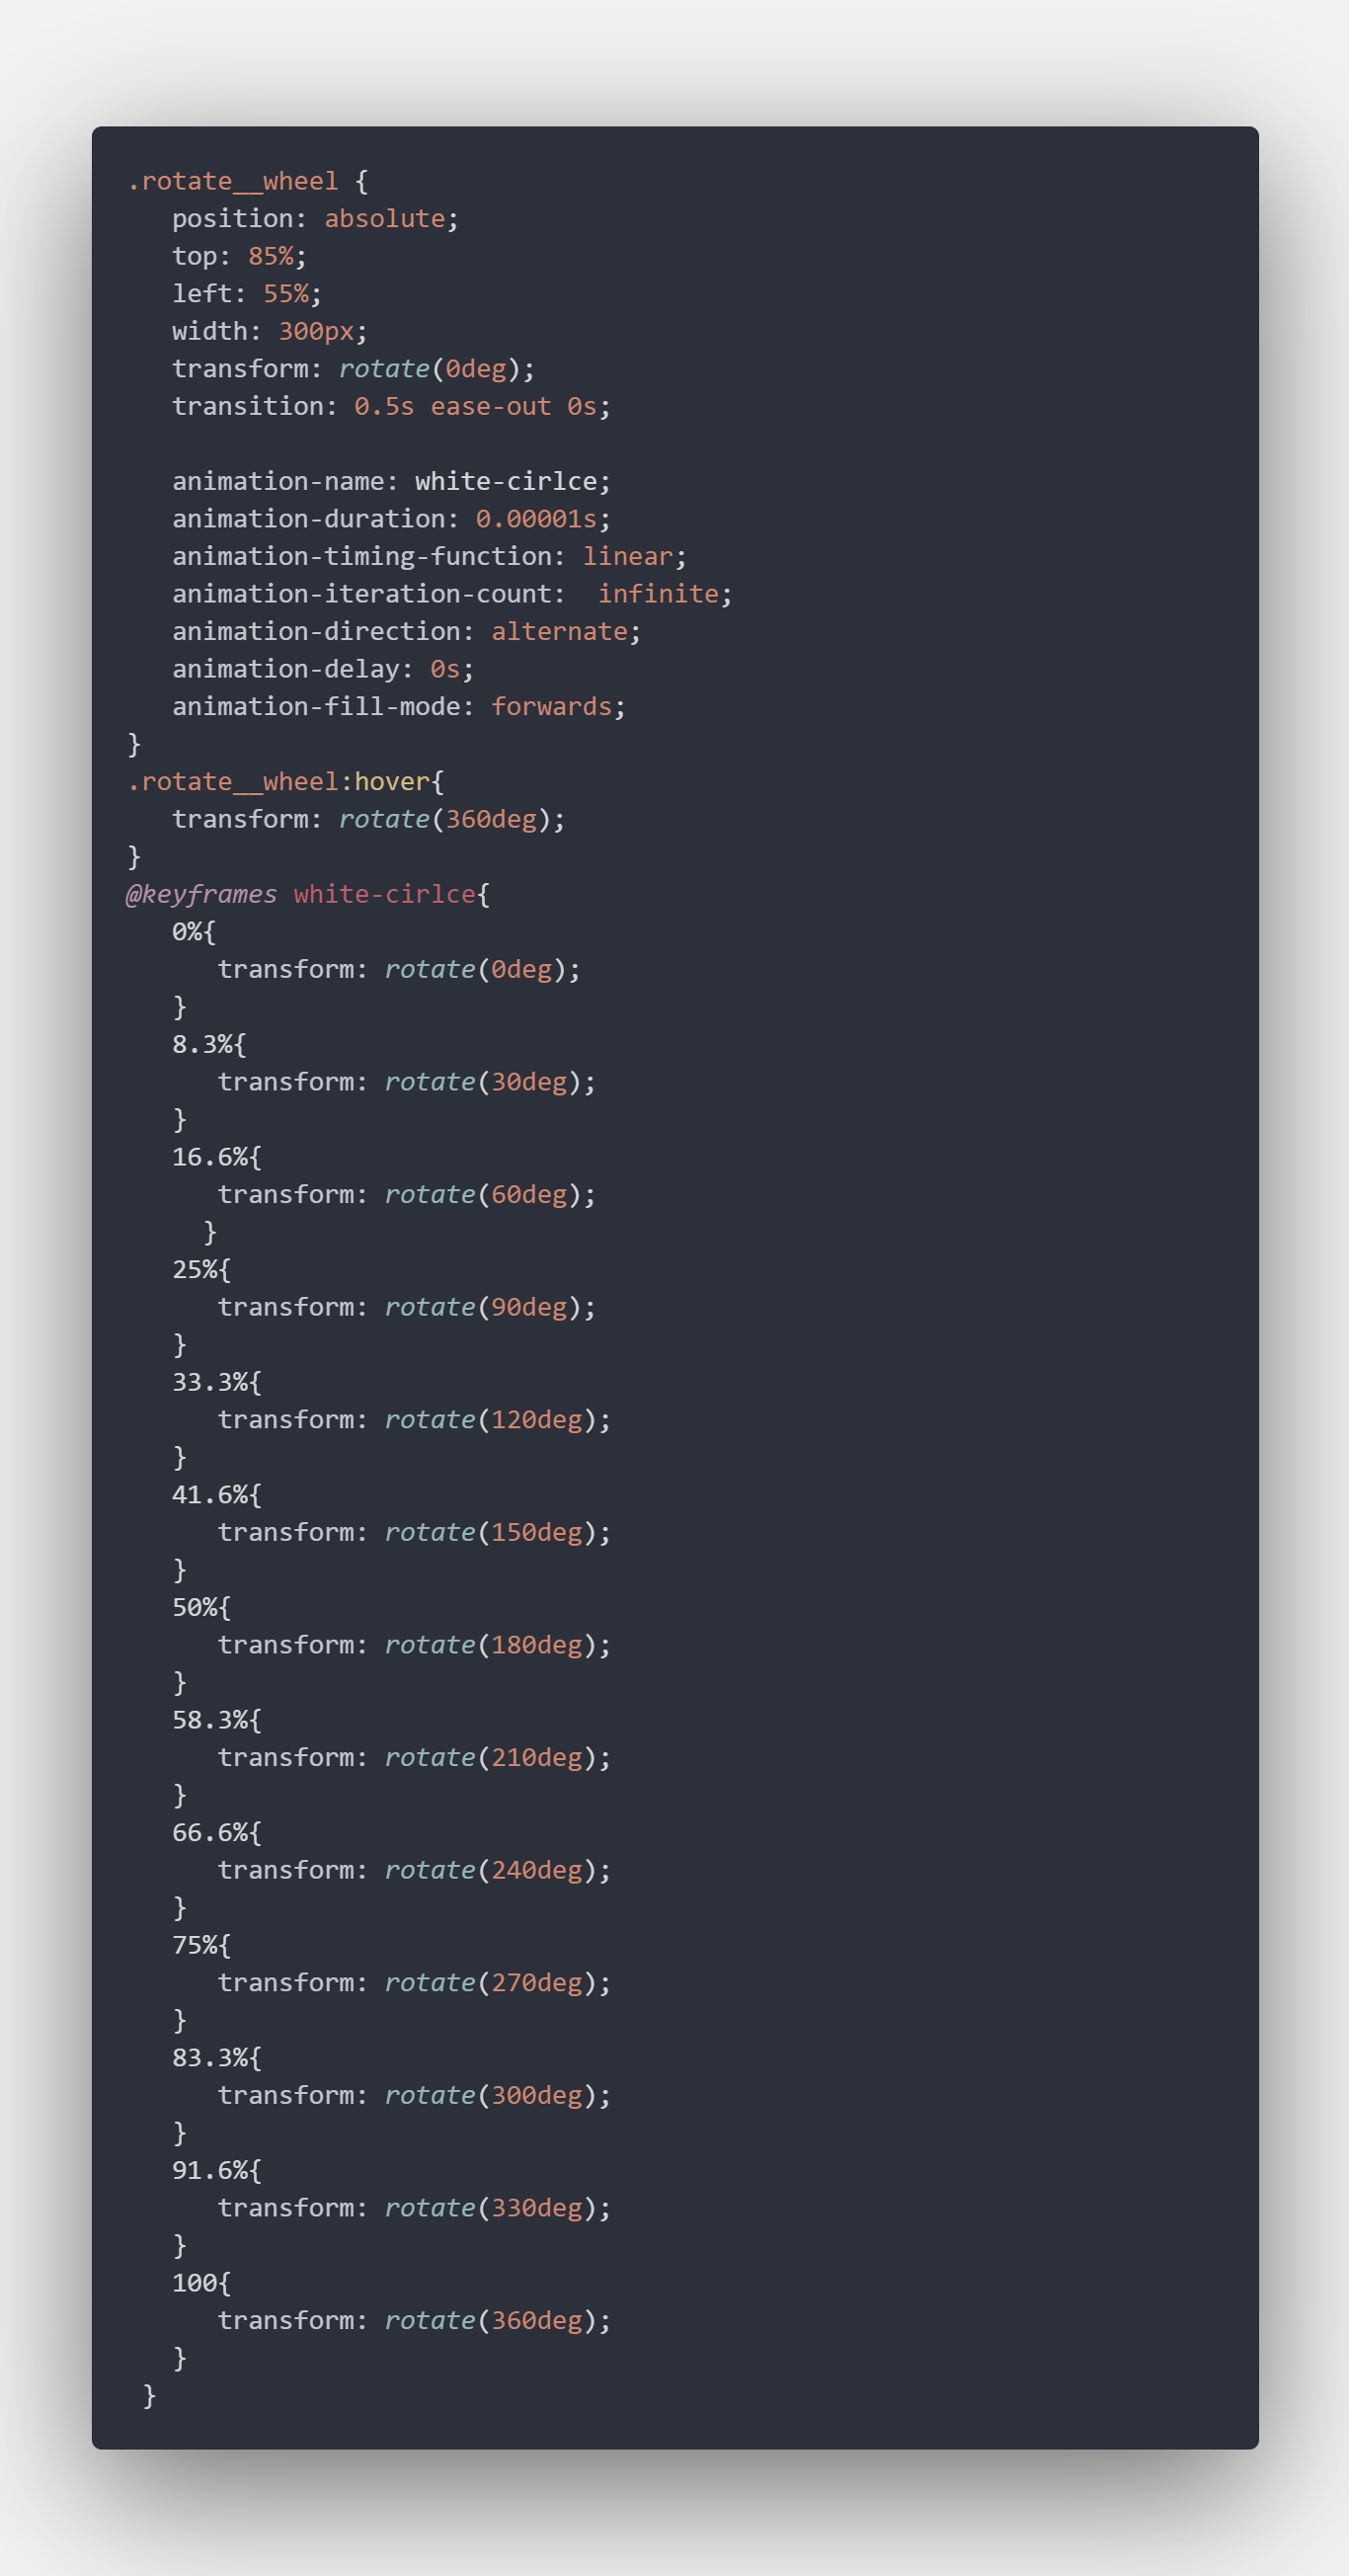 .rotate__wheel {
   position: absolute;
   top: 85%;
   left: 55%;
   width: 300px;
   transform: rotate(0deg);
   transition: 0.5s ease-out 0s;

   animation-name: white-cirlce;
   animation-duration: 0.00001s;
   animation-timing-function: linear;
   animation-iteration-count:  infinite;
   animation-direction: alternate;
   animation-delay: 0s;
   animation-fill-mode: forwards;
}
.rotate__wheel:hover{
   transform: rotate(360deg);
}
@keyframes white-cirlce{
   0%{
      transform: rotate(0deg);
   }
   8.3%{
      transform: rotate(30deg);
   }
   16.6%{
      transform: rotate(60deg);
     }
   25%{
      transform: rotate(90deg);
   }
   33.3%{
      transform: rotate(120deg);
   }
   41.6%{
      transform: rotate(150deg);
   }
   50%{
      transform: rotate(180deg);
   }
   58.3%{
      transform: rotate(210deg);
   }
   66.6%{
      transform: rotate(240deg);
   }
   75%{
      transform: rotate(270deg);
   }
   83.3%{
      transform: rotate(300deg);
   }
   91.6%{
      transform: rotate(330deg);
   }
   100{
      transform: rotate(360deg);
   }
 }